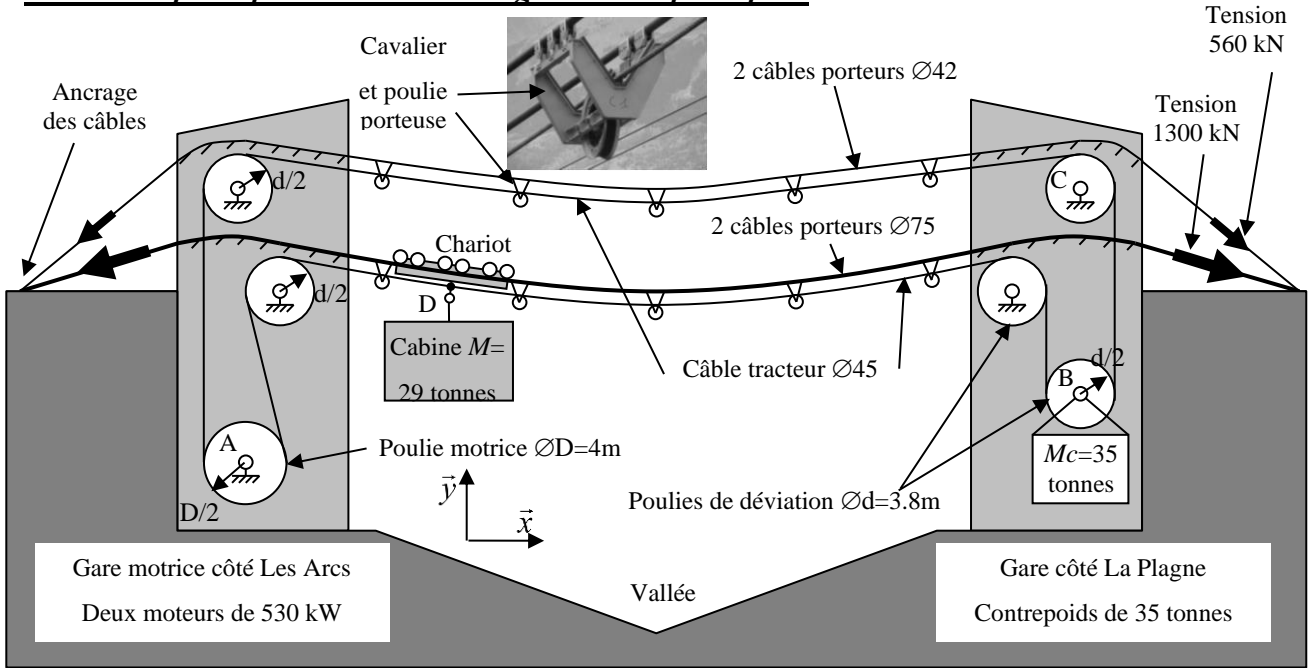 Cavalier
et poulie
porteuse
Ancrage
des câbles
2 câbles porteurs ∅42
Tension
560 kN
Tension
1300 kN
d/2
C
2 câbles porteurs ∅75
Chariot
d/2
D
Cabine M=
29 tonnes
Câble tracteur ∅45
d/2
B
A
Poulie motrice ∅D=4m
Mc=35
tonnes
D/2
y
x
Poulies de déviation ∅d=3.8m
Gare motrice côté Les Arcs
Deux moteurs de 530 kW
Vallée
Gare côté La Plagne
Contrepoids de 35 tonnes